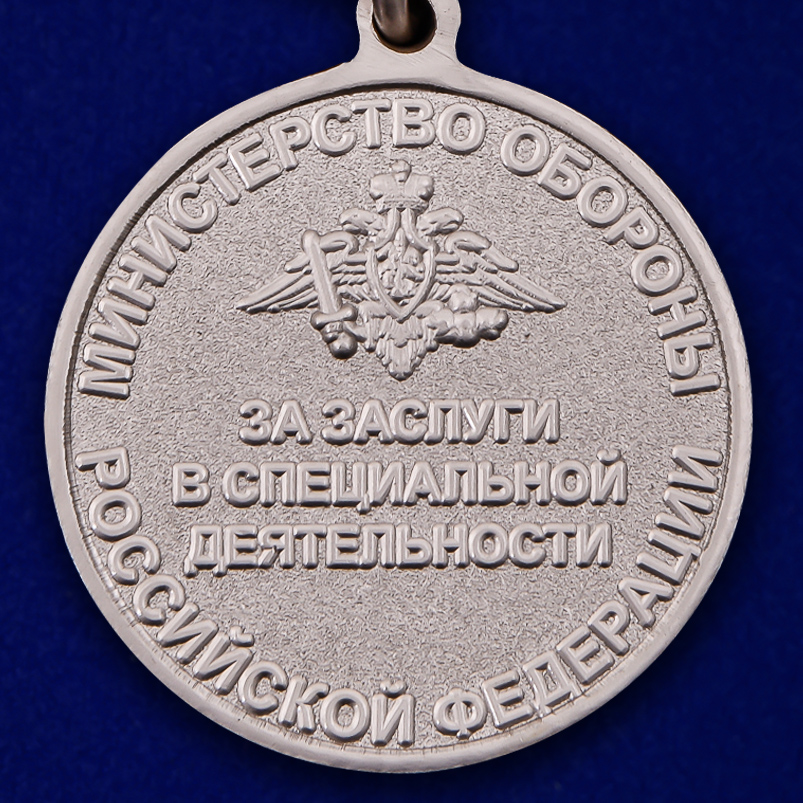 МИНИСТЕРСТВО ОБОРОНЫ
ЗА ЗАСЛУГИ
В СПЕЦИАЛЬНОЙ
ДЕЯТЕЛЬНОСТИ
РОССИЙСКОЙ ФЕДЕРАЦИИ